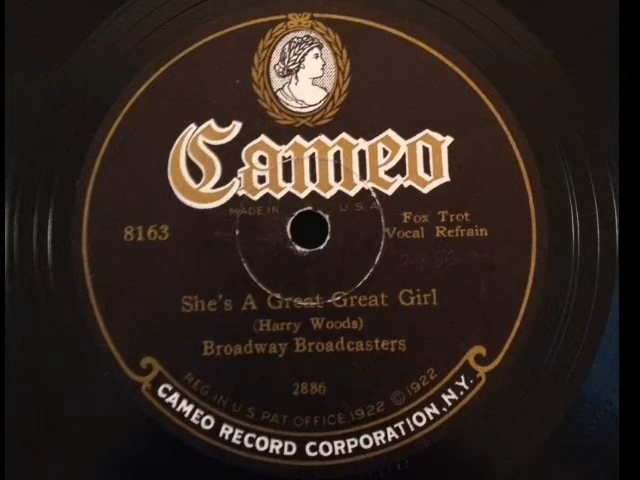 Cameo
MADE IN U.S.A.
8163
Fox Trot
Vocal Refrain
She's A Great Great Girl
(Harry Woods)
Broadway Broadcasters
2886
REG. IN U.S. PAT OFFICE, 1922 © 1922
CAMEO RECORD CORPORATION, N.Y.